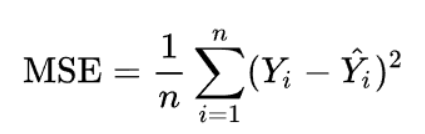 MSE = \frac{1}{n} \sum_{i=1}^{n} (Y_i - \hat{Y}_i)^2